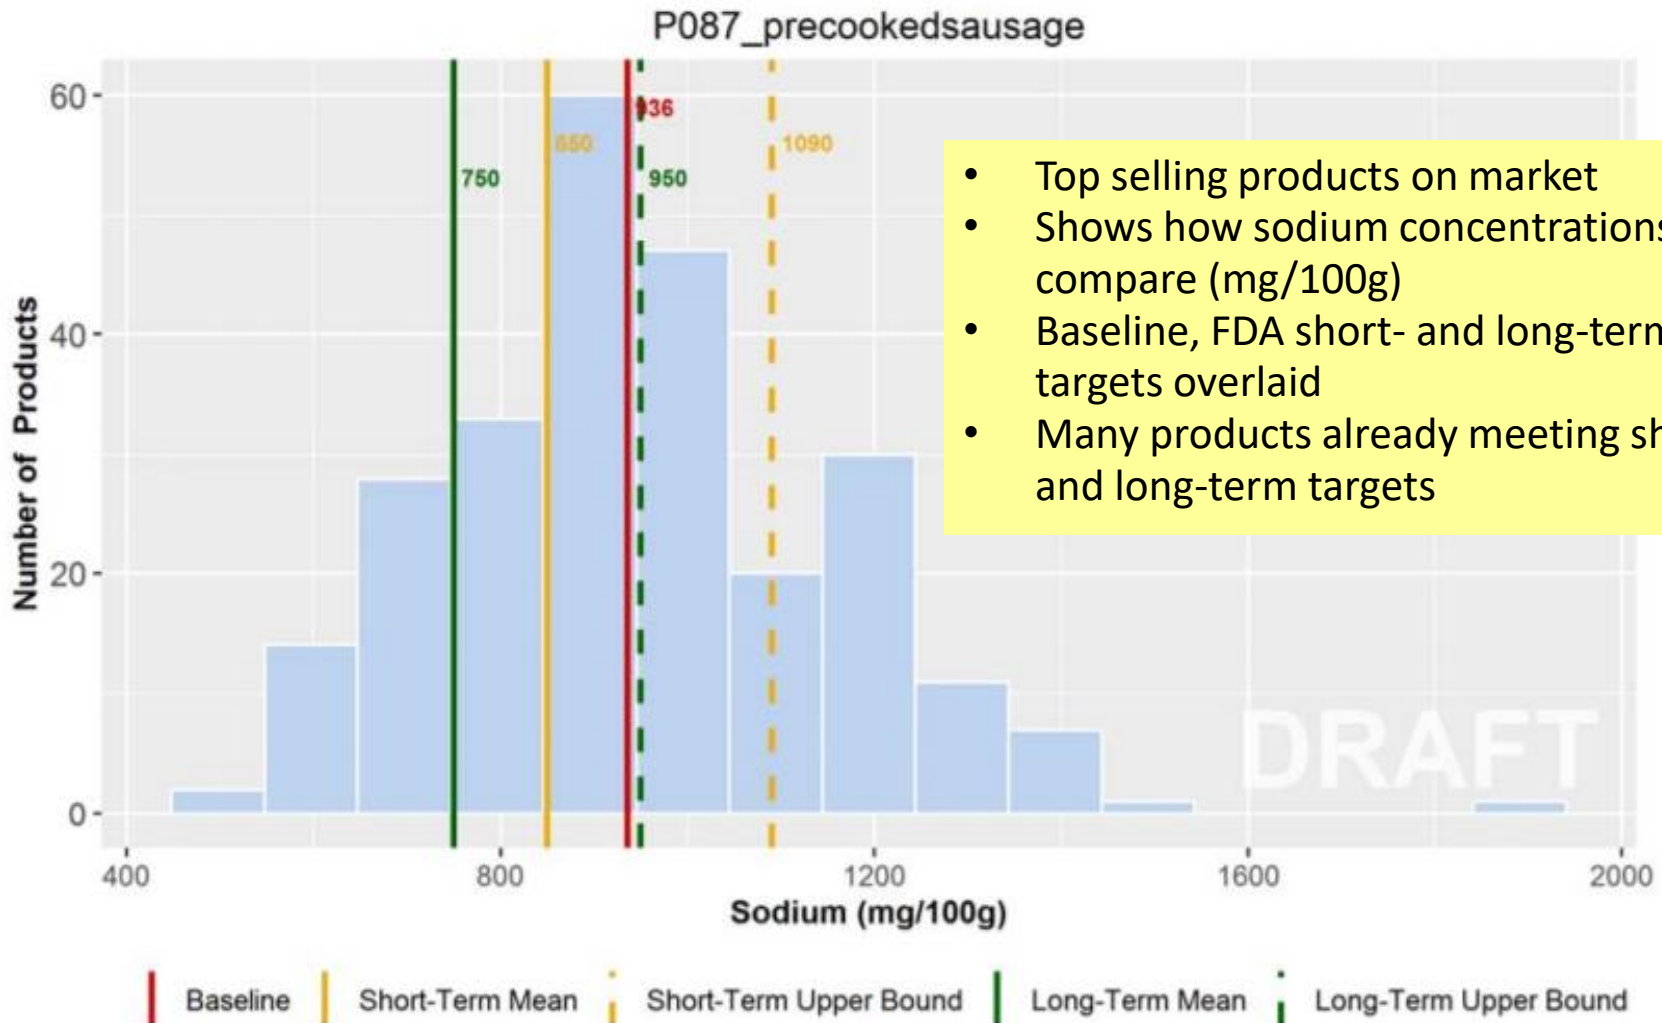 P087_precookedsausage
60
40
20
0
Number of Products
936
850
1090
750
950
• Top selling products on market
• Shows how sodium concentrations
compare (mg/100g)
• Baseline, FDA short- and long-term
targets overlaid
• Many products already meeting sh
and long-term targets
DRAFT
400 800 1200 1600 2000
Sodium (mg/100g)
Baseline Short-Term Mean Short-Term Upper Bound Long-Term Mean Long-Term Upper Bound